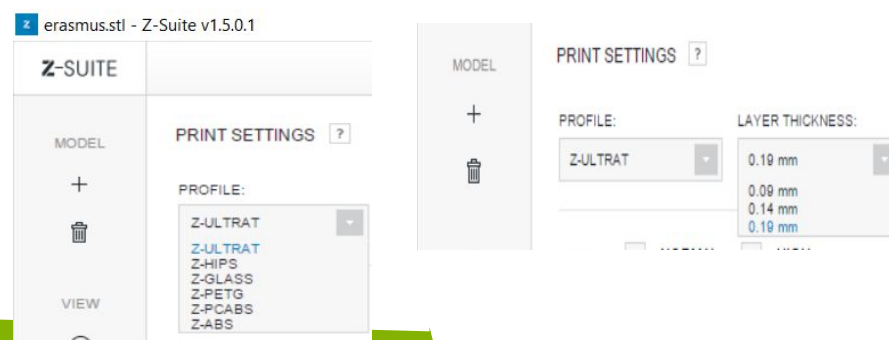 erasmus.stl - Z-Suite v1.5.0.1
Z-SUITE
MODEL
PRINT SETTINGS ?
PROFILE:
Z-ULTRAT
Z-ULTRAT
Z-HIPS
Z-GLASS
Z-PETG
Z-PCABS
Z-ABS
VIEW
MODEL
PRINT SETTINGS ?
PROFILE:
LAYER THICKNESS:
Z-ULTRAT
0.19 mm
0.09 mm
0.14 mm
0.19 mm